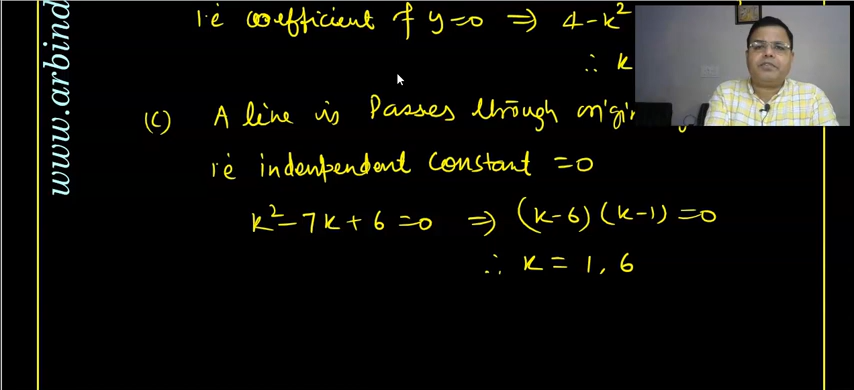 i.e coefficient of y=0 ⇒ 4-k²
∴ k
(c) A line is Passes through origin
i.e indenpendent constant =0
k²-7k+6=0 ⇒ (k-6)(k-1)=0
∴ k = 1, 6
www.arbind